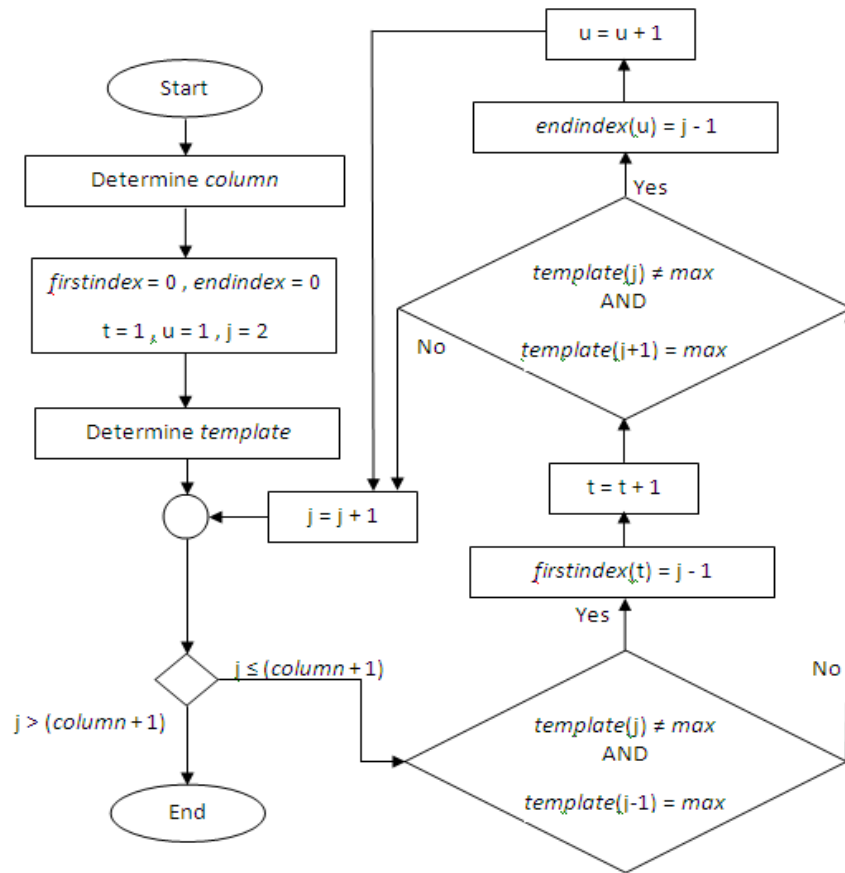 Start
Determine column
firstindex = 0 , endindex = 0
t = 1 , u = 1 , j = 2
Determine template
j = j + 1
j ≤ (column + 1)
j > (column + 1)
End
template(j) ≠ max
AND
template(j-1) = max
No
Yes
firstindex(t) = j - 1
t = t + 1
template(j) ≠ max
AND
template(j+1) = max
No
Yes
endindex(u) = j - 1
u = u + 1